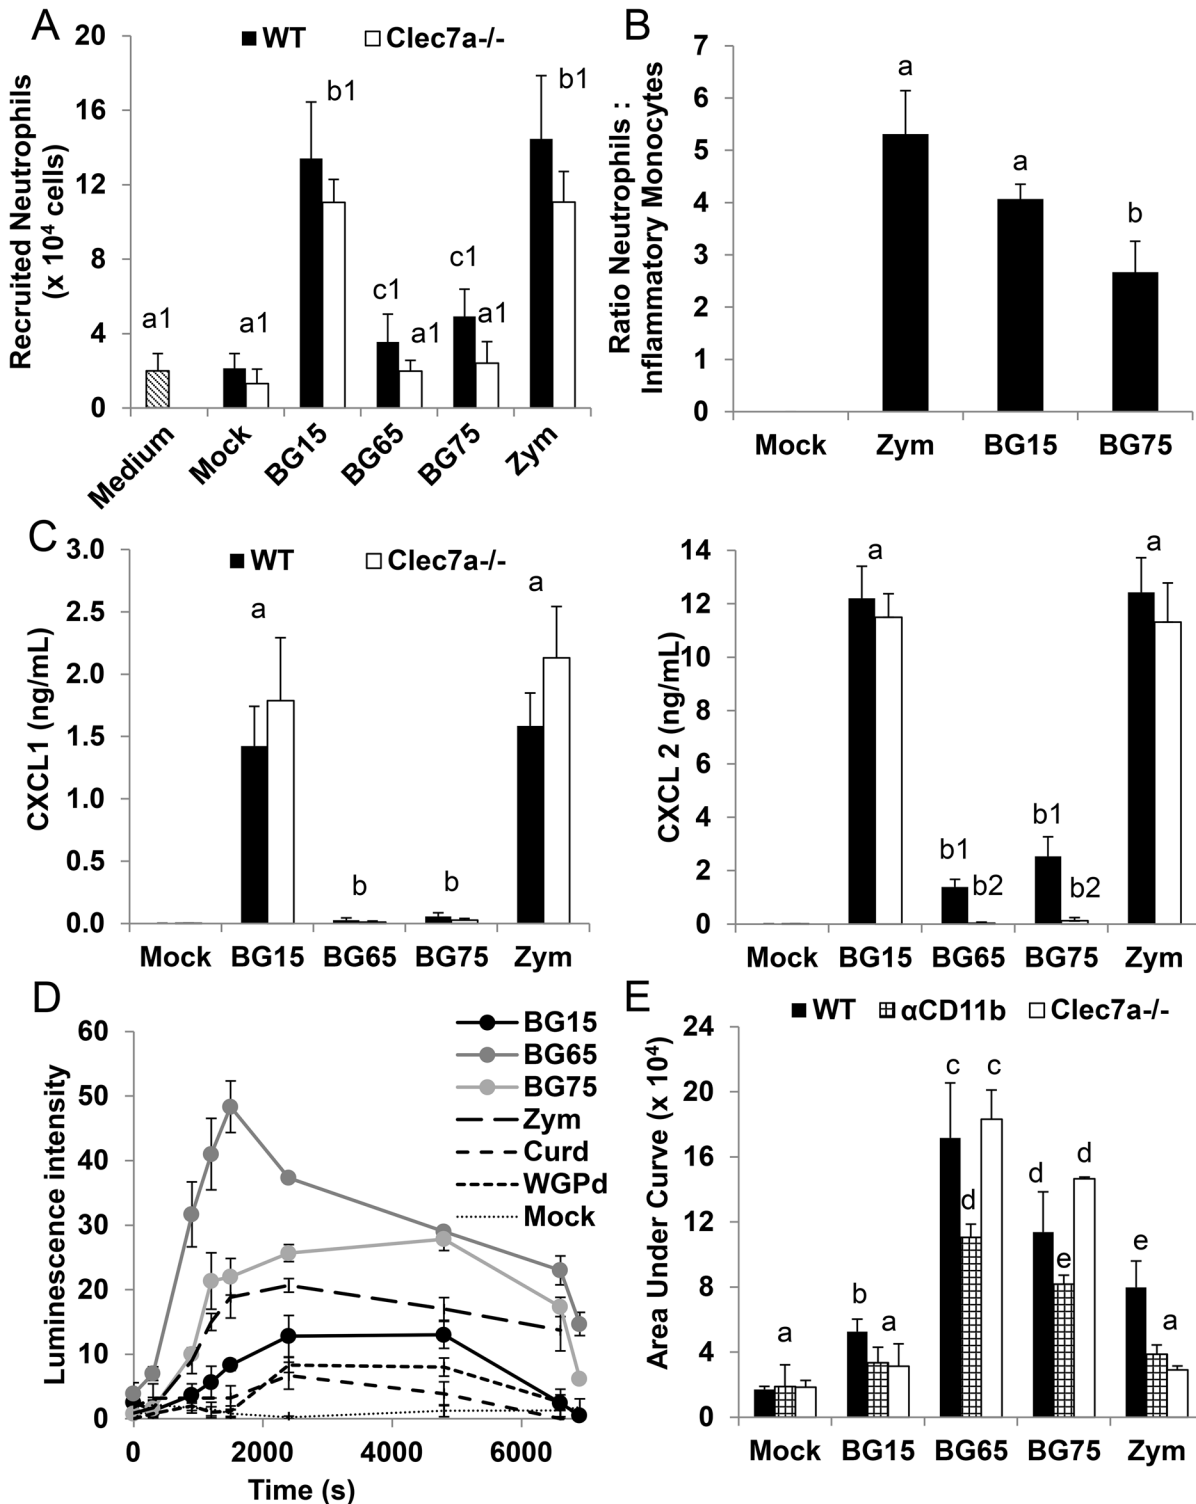 A
WT Clec7a-/-
Recruited Neutrophils
(x 10⁴ cells)
20
16
12
8
4
0
a1
a1
b1
c1
a1
c1
a1
b1
Medium
Mock
BG15
BG65
BG75
Zym
B
Ratio Neutrophils :
Inflammatory Monocytes
7
6
5
4
3
2
1
0
a
a
b
Mock Zym BG15 BG75
C
WT Clec7a-/-
CXCL1 (ng/mL)
3.0
2.5
2.0
1.5
1.0
0.5
0.0
a
b
b
a
Mock BG15 BG65 BG75 Zym
CXCL 2 (ng/mL)
14
12
10
8
6
4
2
0
a
b1
b2
b1
b2
a
Mock BG15 BG65 BG75 Zym
D
Luminescence intensity
60
50
40
30
20
10
0
BG15
BG65
BG75
Zym
Curd
WGPd
Mock
0 2000 4000 6000
Time (s)
E
WT αCD11b Clec7a-/-
Area Under Curve (x 10⁴)
24
20
16
12
8
4
0
a
b
a
c
d
c
d
e
d
e
a
Mock BG15 BG65 BG75 Zym